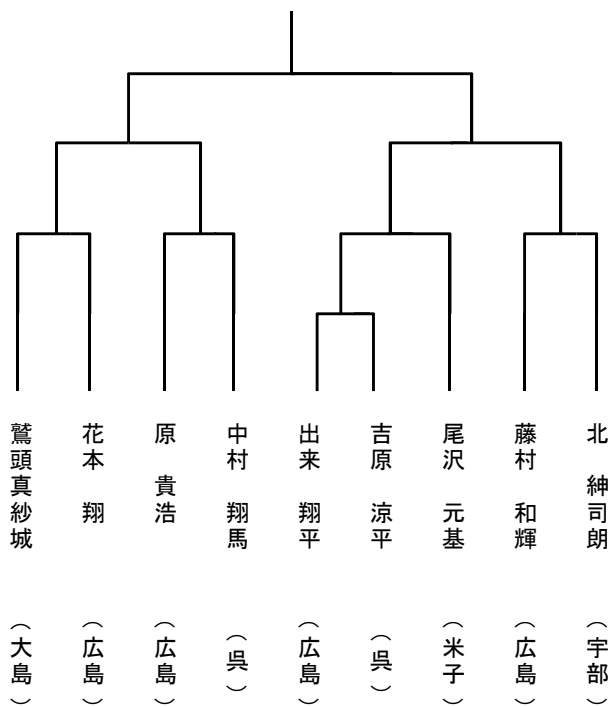 鷲頭真紗城
（大島）
花本　翔
（広島）
原　貴浩
（広島）
中村　翔馬
（呉）
出来　翔平
（広島）
吉原　涼平
（呉）
尾沢　元基
（米子）
藤村　和輝
（広島）
北　紳司朗
（宇部）